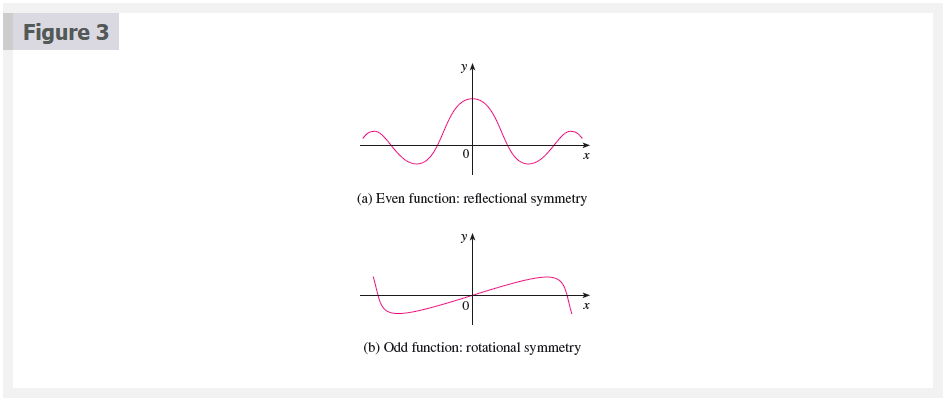 Figure 3
y
0
x
(a) Even function: reflectional symmetry
y
0
x
(b) Odd function: rotational symmetry